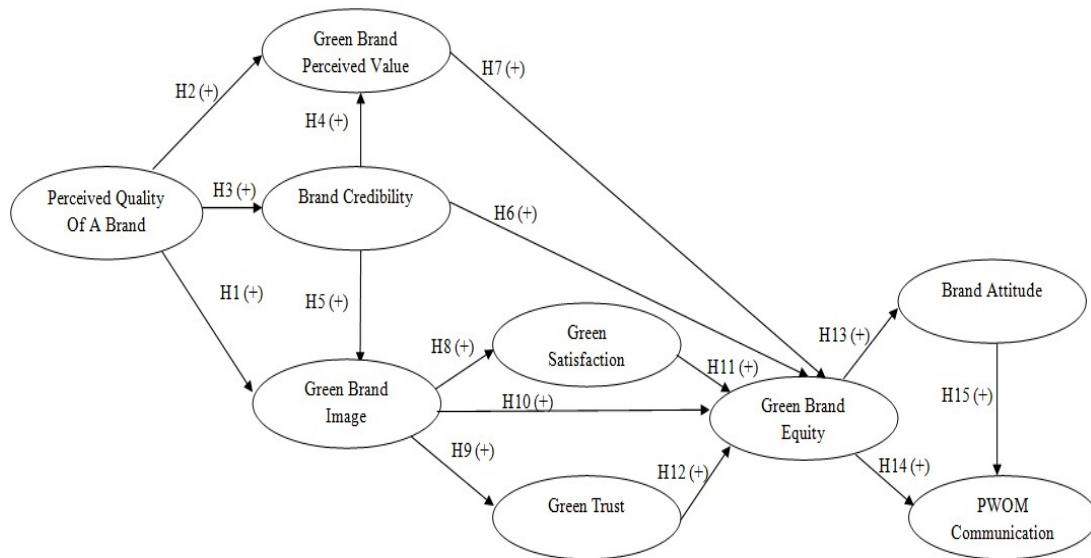 Green Brand
Perceived Value
H7 (+)
H2 (+)
H4 (+)
Perceived Quality
Of A Brand
H3 (+)
Brand Credibility
H6 (+)
H1 (+)
H5 (+)
Brand Attitude
H8 (+)
Green
Satisfaction
H13 (+)
H11 (+)
Green Brand
Image
H10 (+)
Green Brand
Equity
H15 (+)
H9 (+)
H12 (+)
H14 (+)
Green Trust
PWOM
Communication